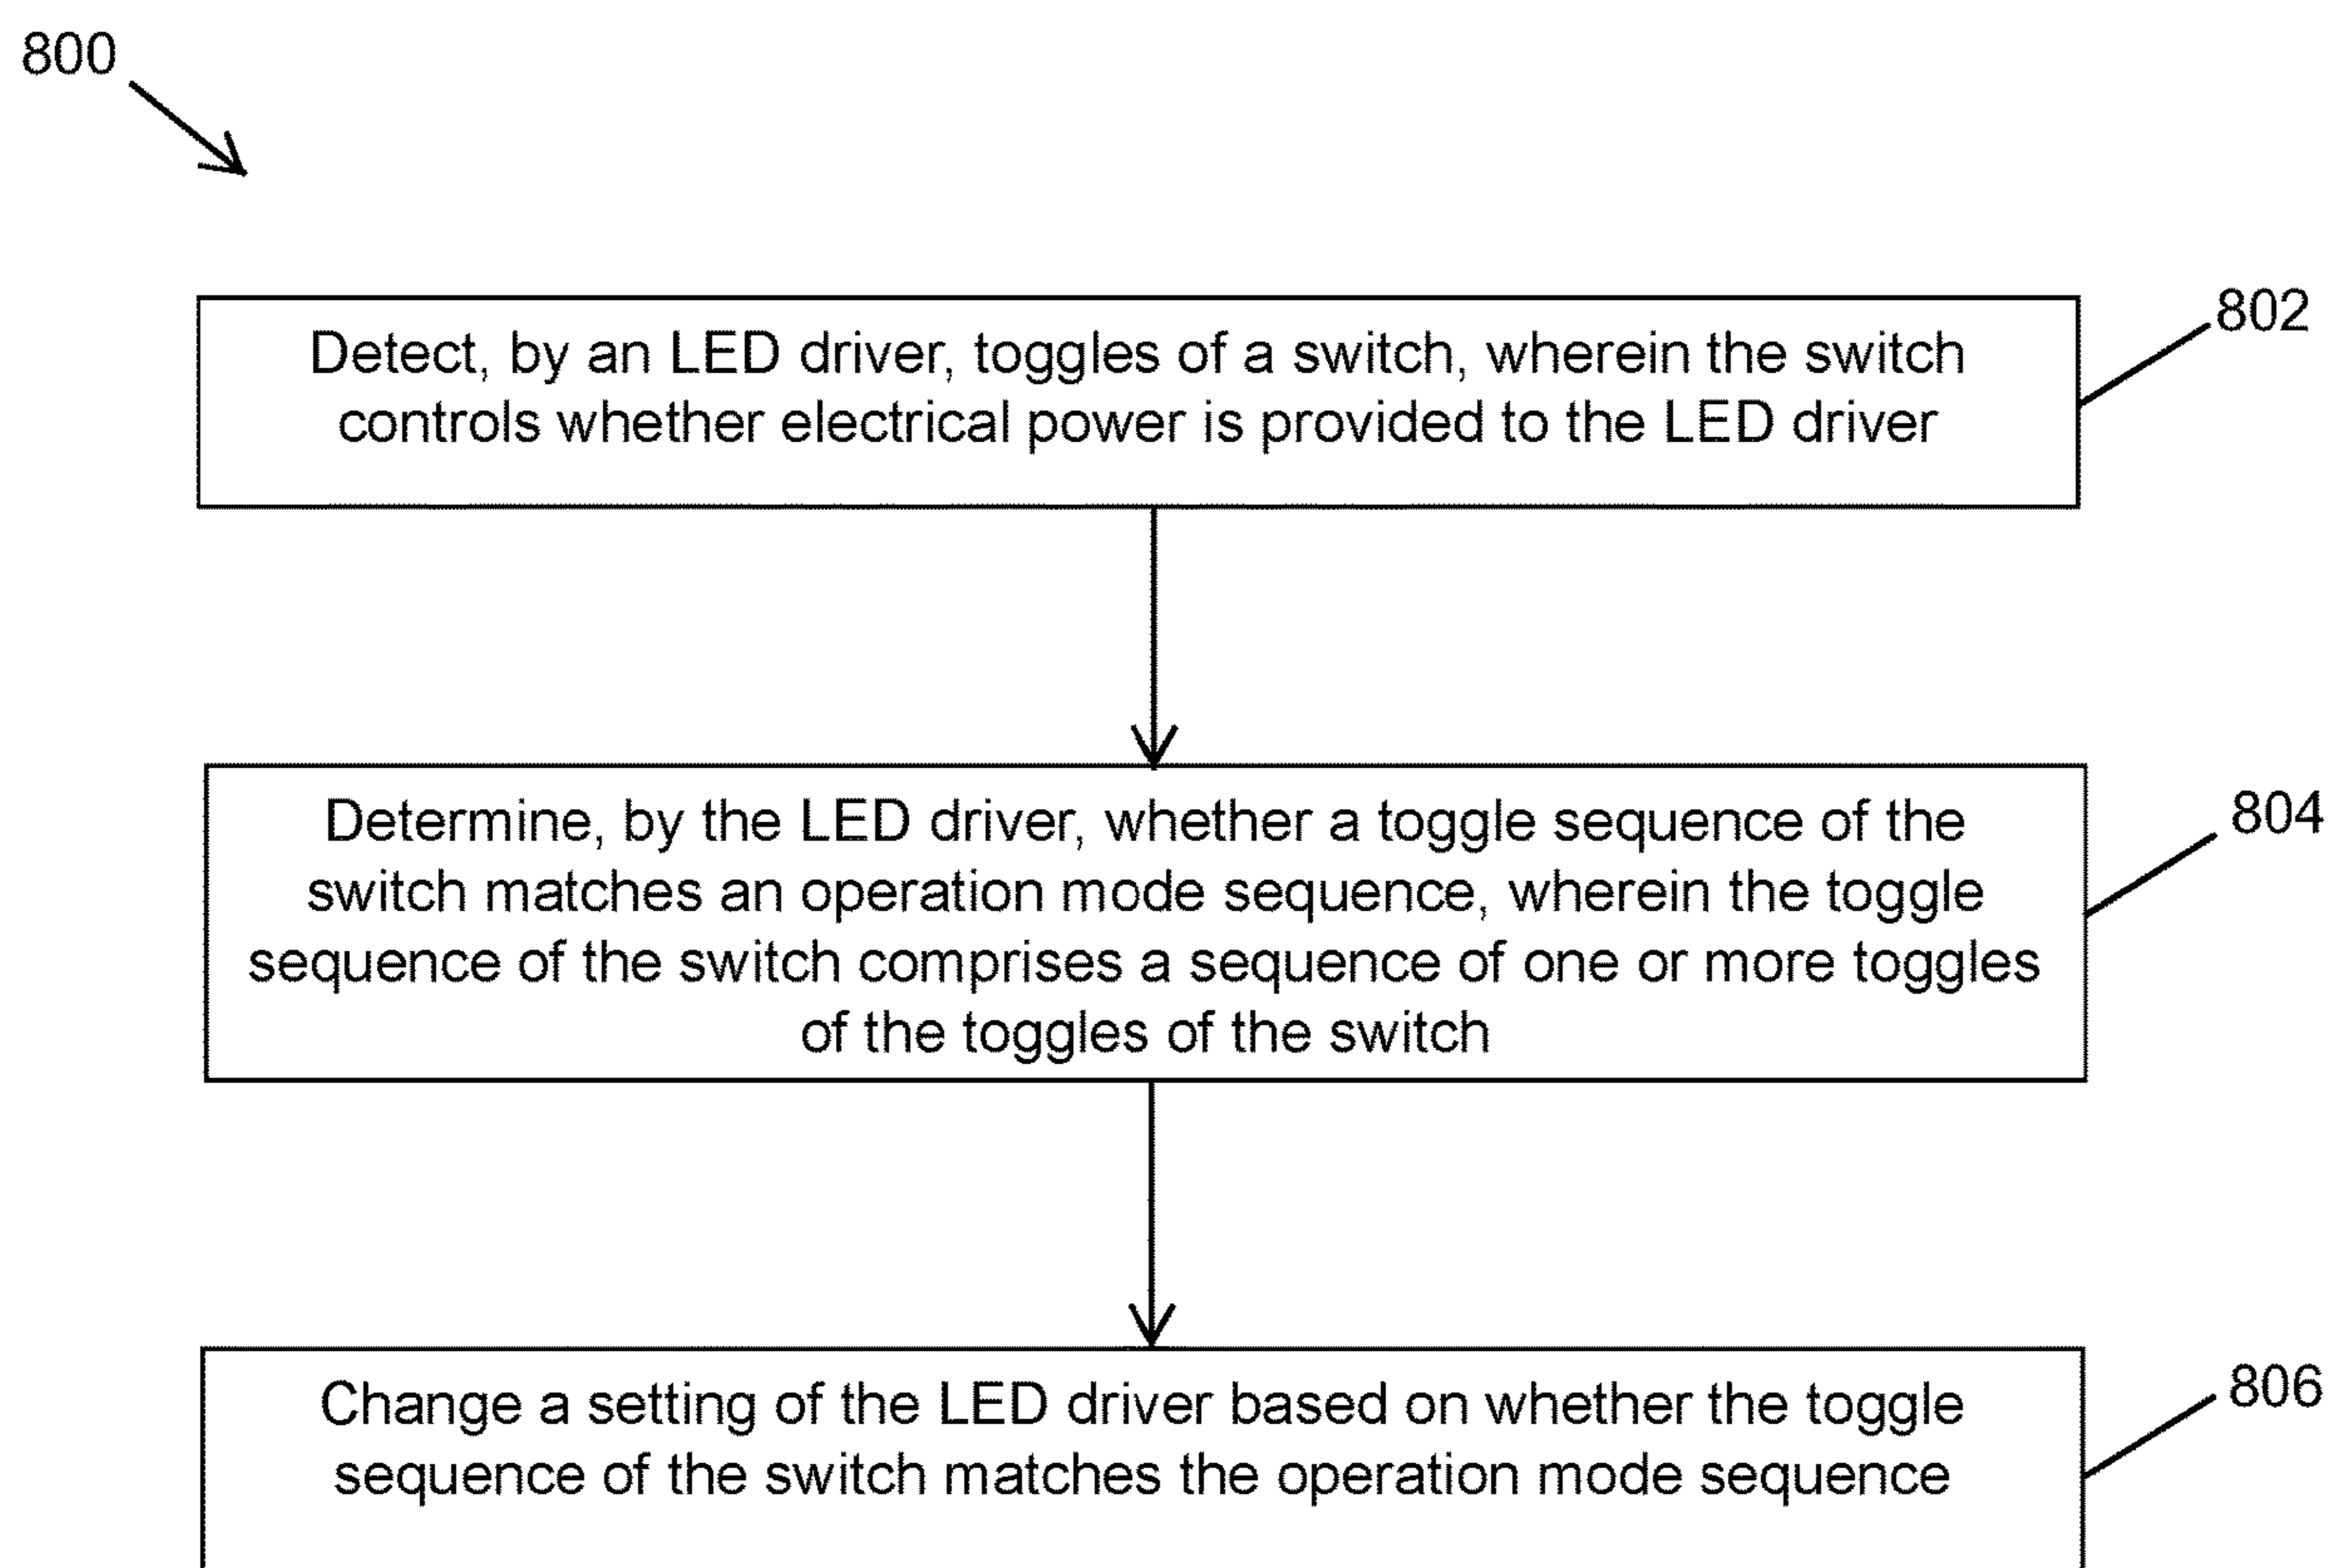 800
Detect, by an LED driver, toggles of a switch, wherein the switch
controls whether electrical power is provided to the LED driver
802
Determine, by the LED driver, whether a toggle sequence of the
switch matches an operation mode sequence, wherein the toggle
sequence of the switch comprises a sequence of one or more toggles
of the toggles of the switch
804
Change a setting of the LED driver based on whether the toggle
sequence of the switch matches the operation mode sequence
806